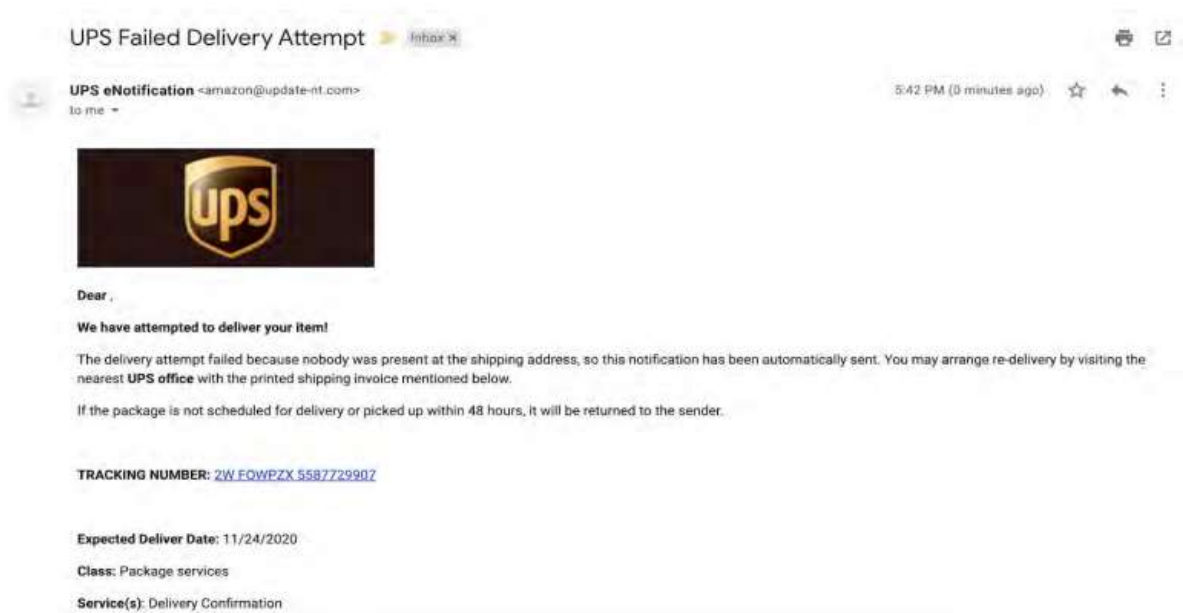 UPS Failed Delivery Attempt Inbox x
UPS eNotification <amazon@update-nt.com> 5:42 PM (0 minutes ago)
to me
ups
Dear ,
We have attempted to deliver your item!
The delivery attempt failed because nobody was present at the shipping address, so this notification has been automatically sent. You may arrange re-delivery by visiting the
nearest UPS office with the printed shipping invoice mentioned below.
If the package is not scheduled for delivery or picked up within 48 hours, it will be returned to the sender.
TRACKING NUMBER: 2W FOWPZX 5587729907
Expected Deliver Date: 11/24/2020
Class: Package services
Service(s): Delivery Confirmation